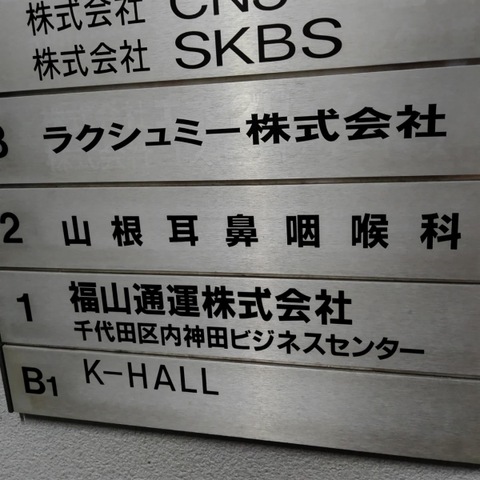 株式会社
株式会社 SKBS
3 ラクシュミー株式会社
2 山根耳鼻咽喉科
1 福山通運株式会社
千代田区内神田ビジネスセンター
B1 K-HALL